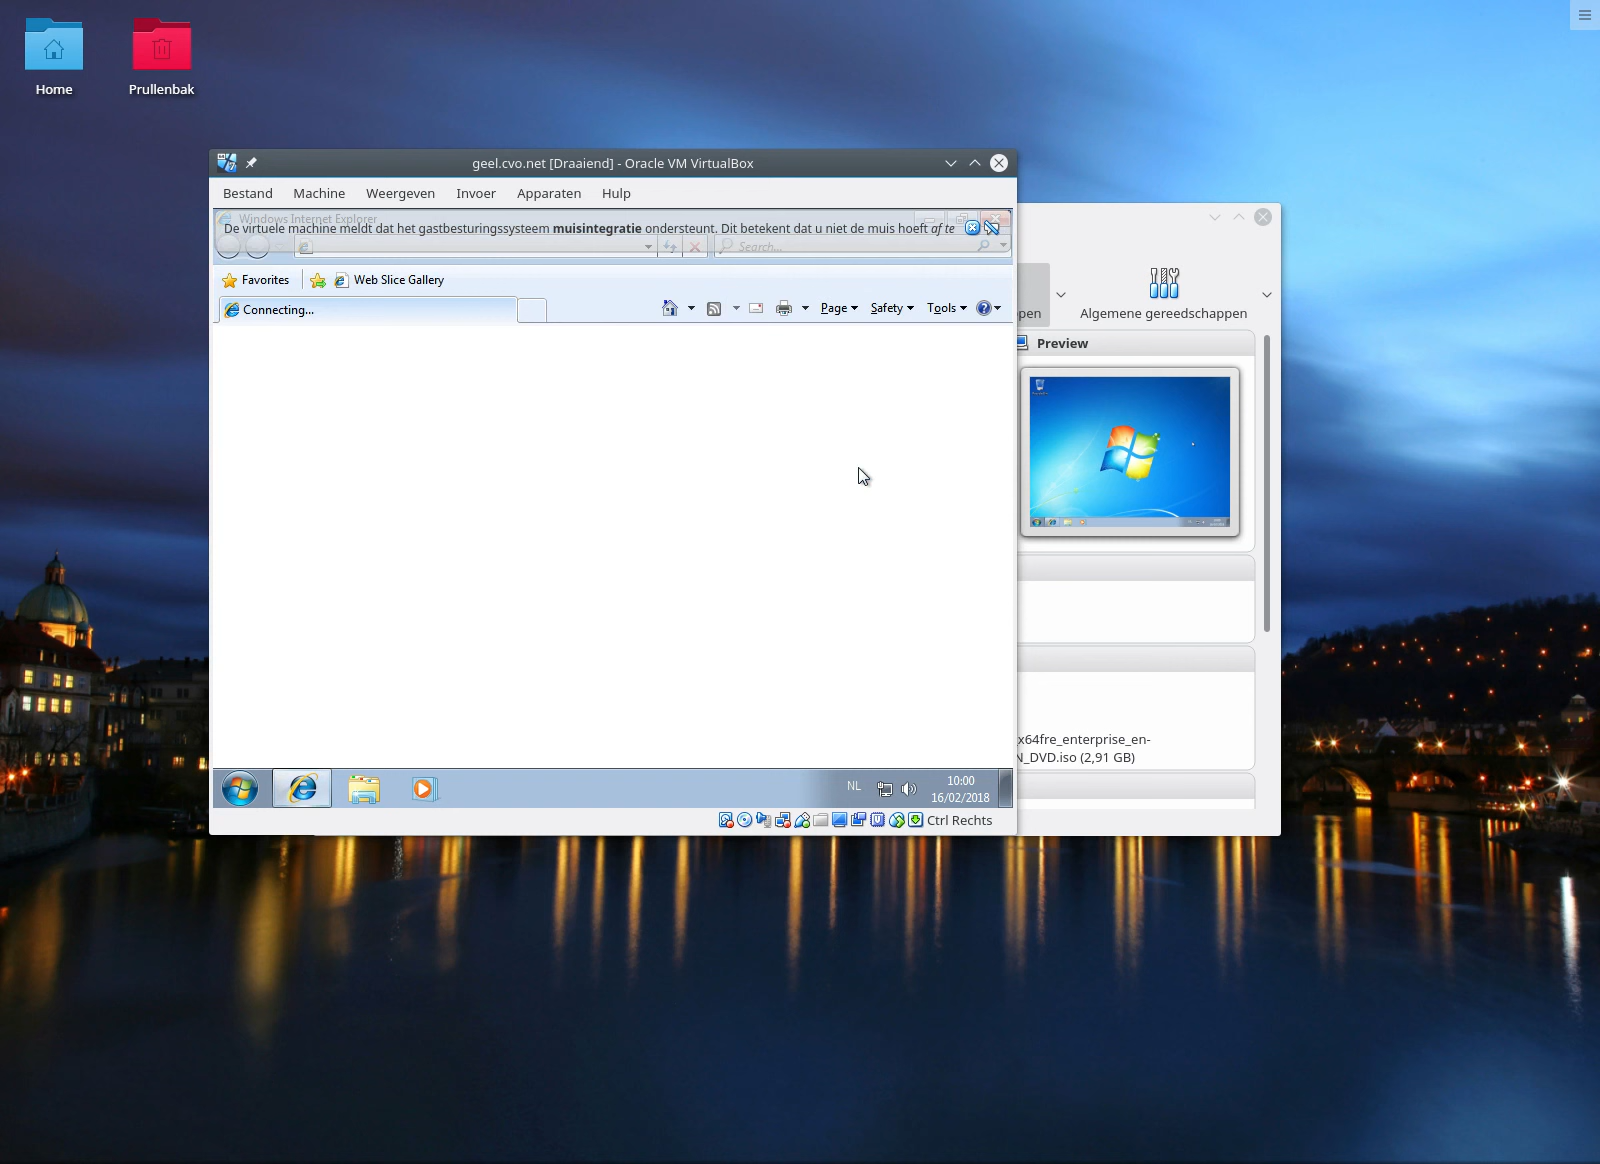 Home
Prullenbak
geel.cvo.net [Draaiend] - Oracle VM VirtualBox
Bestand Machine Weergeven Invoer Apparaten Hulp
Windows Internet Explorer
De virtuele machine meldt dat het gastbesturingssysteem muisintegratie ondersteunt. Dit betekent dat u niet de muis hoeft af te
Search...
Favorites Web Slice Gallery
Connecting...
Page Safety Tools
pen
Algemene gereedschappen
Preview
x64fre_enterprise_en-
N_DVD.iso (2,91 GB)
NL
10:00
16/02/2018
Ctrl Rechts